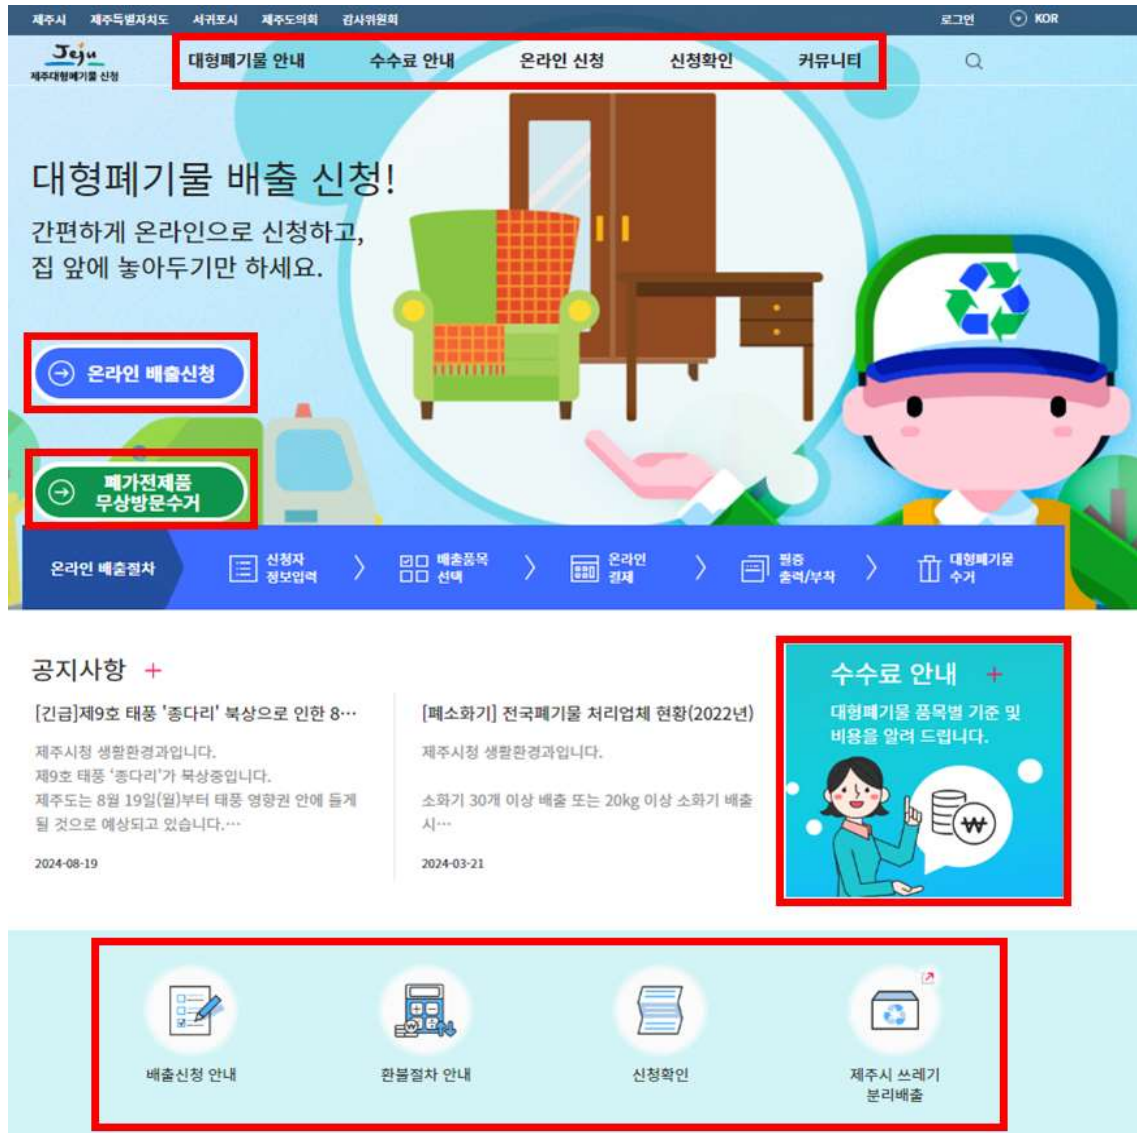 제주시 제주특별자치도 서귀포시 제주도의회 감사위원회 로그인 KOR
Jeju
제주대형폐기물 신청
대형폐기물 안내 수수료 안내 온라인 신청 신청확인 커뮤니티
대형폐기물 배출 신청!
간편하게 온라인으로 신청하고,
집 앞에 놓아두기만 하세요.
온라인 배출신청
폐가전제품
무상방문수거
온라인 배출절차
신청자
정보입력
배출품목
선택
온라인
결제
필증
출력/부착
대형폐기물
수거
공지사항 +
[긴급]제9호 태풍 '종다리' 북상으로 인한 8…
제주시청 생활환경과입니다.
제9호 태풍 ‘종다리’가 북상중입니다.
제주도는 8월 19일(월)부터 태풍 영향권 안에 들게
될 것으로 예상되고 있습니다.…
2024-08-19
[폐소화기] 전국폐기물 처리업체 현황(2022년)
제주시청 생활환경과입니다.
소화기 30개 이상 배출 또는 20kg 이상 소화기 배출
시…
2024-03-21
수수료 안내 +
대형폐기물 품목별 기준 및
비용을 알려 드립니다.
₩
배출신청 안내
환불절차 안내
신청확인
제주시 쓰레기
분리배출